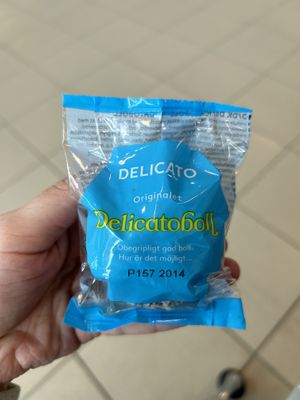 DELICATO
Originalet
Delicatoboll
Obegripligt god boll.
Hur är det möjligt...
P157 2014